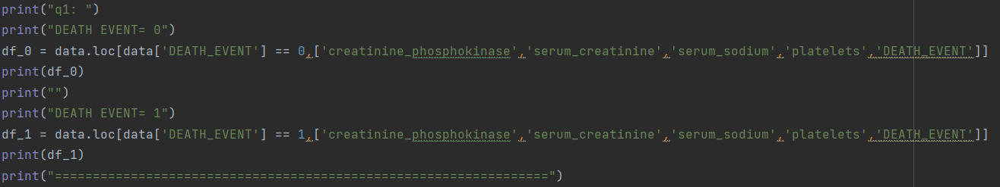 print("q1: ")
print("DEATH EVENT= 0")
df_0 = data.loc[data['DEATH_EVENT'] == 0,['creatinine_phosphokinase','serum_creatinine','serum_sodium','platelets','DEATH_EVENT']]
print(df_0)
print("")
print("DEATH EVENT= 1")
df_1 = data.loc[data['DEATH_EVENT'] == 1,['creatinine_phosphokinase','serum_creatinine','serum_sodium','platelets','DEATH_EVENT']]
print(df_1)
print("=================================================================")